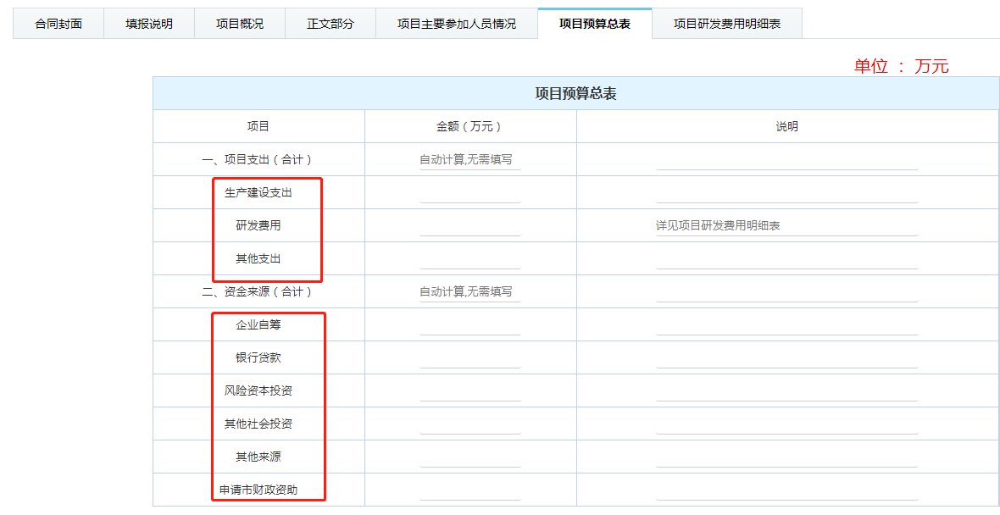 合同封面 填报说明 项目概况 正文部分 项目主要参加人员情况 项目预算总表 项目研发费用明细表
单位 ： 万元
项目预算总表
项目 金额（万元） 说明
一、项目支出（合计） 自动计算,无需填写
生产建设支出
研发费用 详见项目研发费用明细表
其他支出
二、资金来源（合计） 自动计算,无需填写
企业自筹
银行贷款
风险资本投资
其他社会投资
其他来源
申请市财政资助